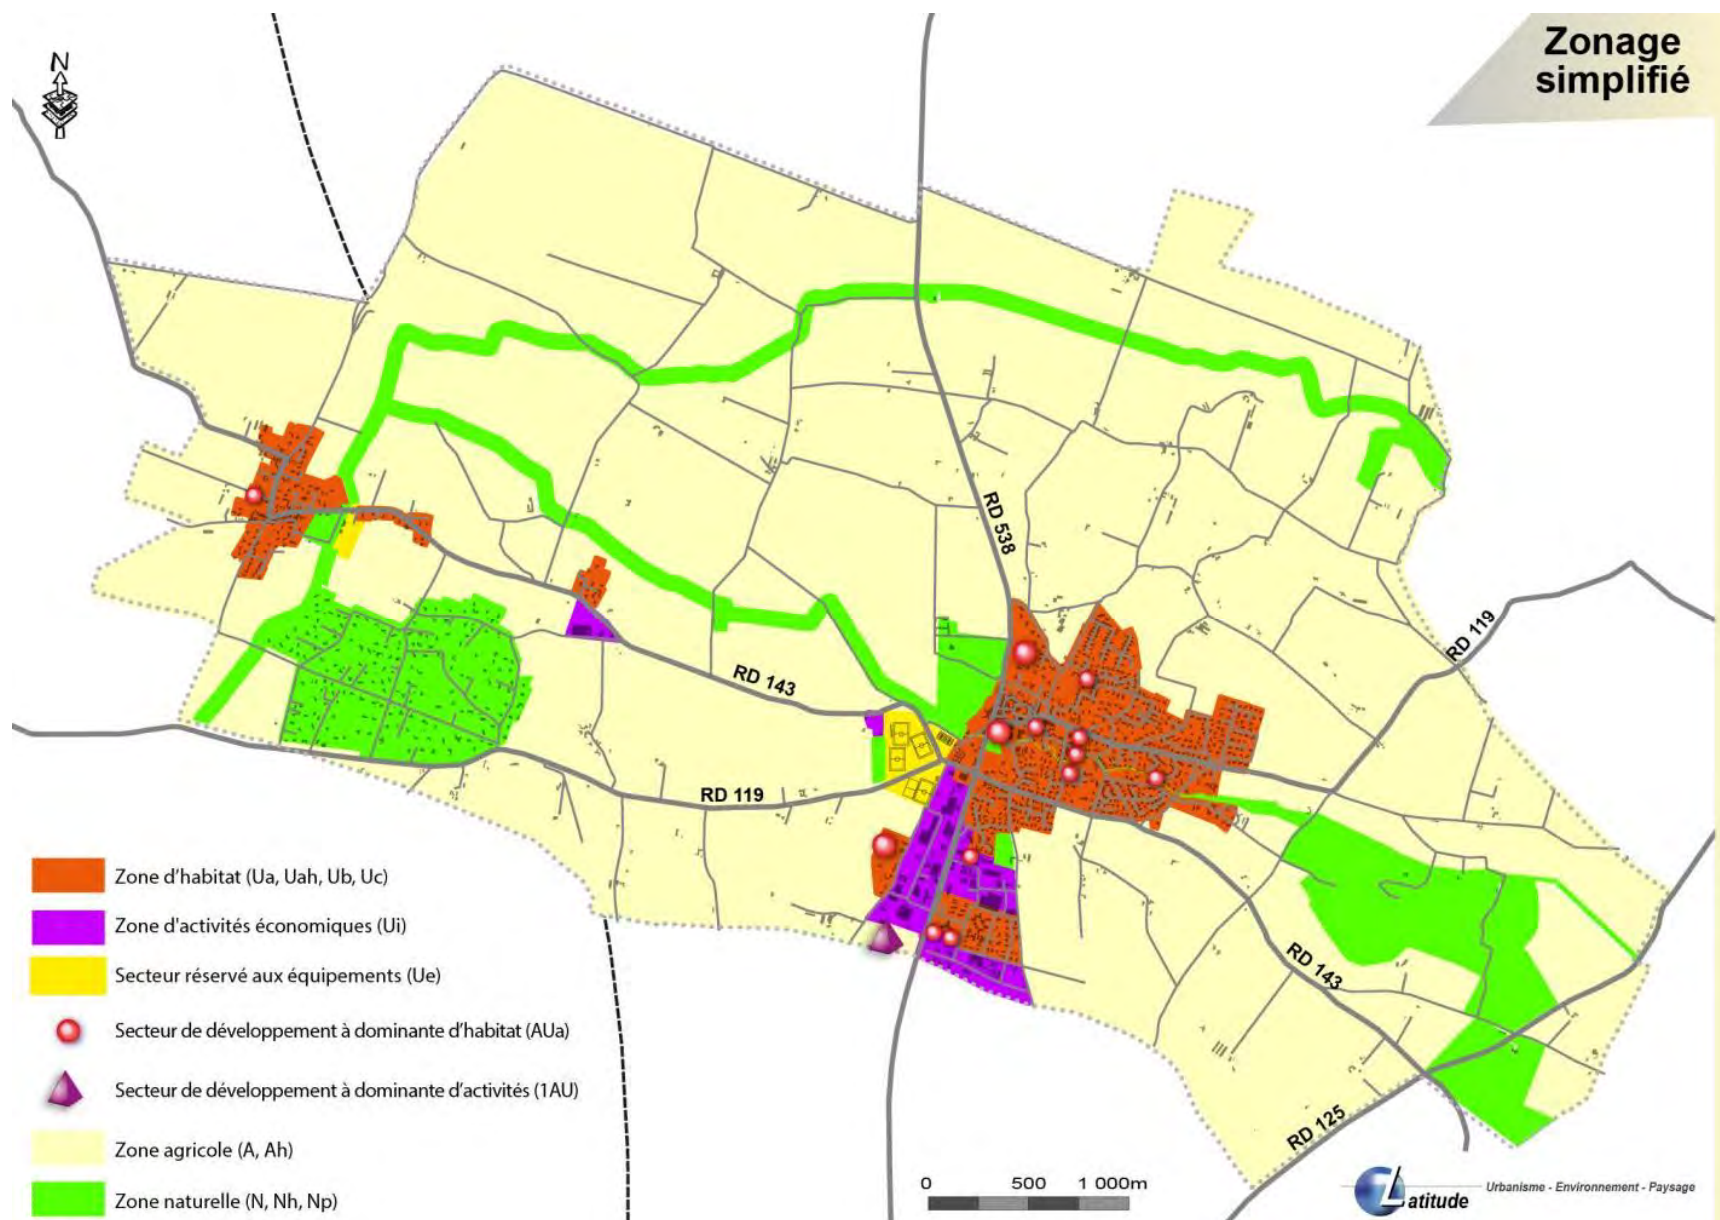 Zonage
simplifié
N
RD 538
RD 119
RD 143
RD 119
RD 143
RD 125
Zone d'habitat (Ua, Uah, Ub, Uc)
Zone d'activités économiques (Ui)
Secteur réservé aux équipements (Ue)
Secteur de développement à dominante d'habitat (AUa)
Secteur de développement à dominante d'activités (1AU)
Zone agricole (A, Ah)
Zone naturelle (N, Nh, Np)
0 500 1 000m
Latitude
Urbanisme - Environnement - Paysage